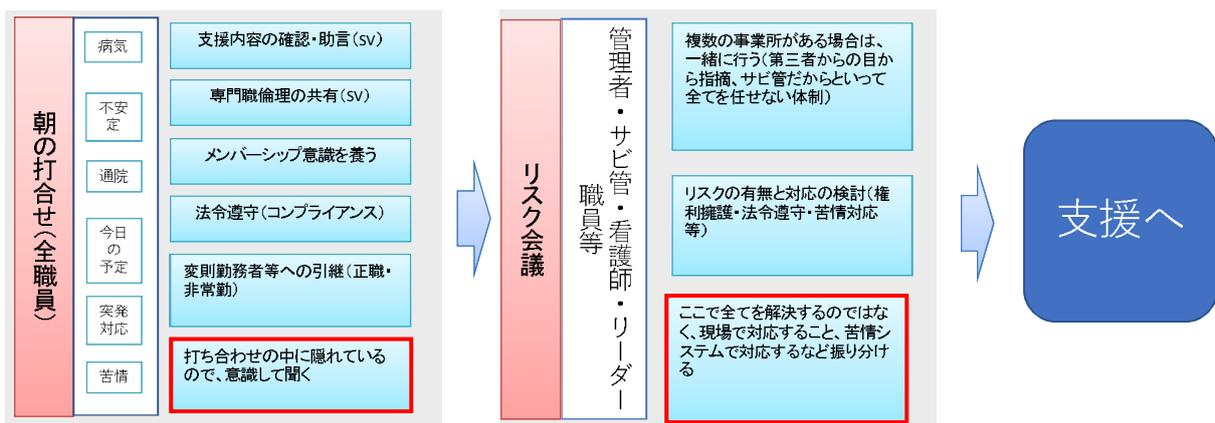 朝の打合せ(全職員)
病気
不安
定
通院
今日
の
予定
突発
対応
苦情
支援内容の確認・助言(SV)
専門職倫理の共有(SV)
メンバーシップ意識を養う
法令遵守(コンプライアンス)
変則勤務者等への引継(正職・
非常勤)
打ち合わせの中に隠れている
ので、意識して聞く
リスク会議
管理者・サビ管・看護師・リーダー
職員等
複数の事業所がある場合は、
一緒に行う(第三者からの目か
ら指摘、サビ管だからといって
全てを任せない体制)
リスクの有無と対応の検討(権
利擁護・法令遵守・苦情対応
等)
ここで全てを解決するのではな
く、現場で対応すること、苦情シ
ステムで対応するなど振り分け
る
支援へ